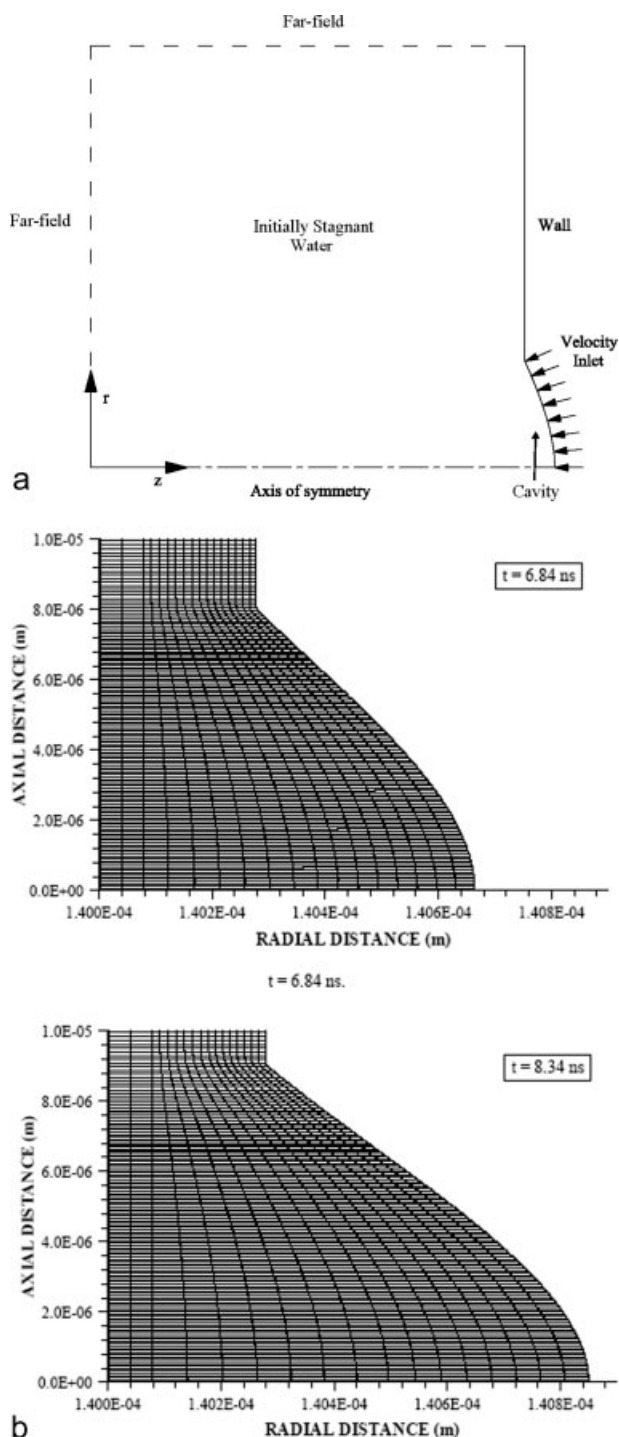 Far-field
Far-field
Initially Stagnant
Water
Wall
Velocity
Inlet
r
z
Axis of symmetry
Cavity
a
1.0E-05
t = 6.84 ns
8.0E-06
6.0E-06
4.0E-06
2.0E-06
0.0E+00
AXIAL DISTANCE (m)
1.400E-04 1.402E-04 1.404E-04 1.406E-04 1.408E-04
RADIAL DISTANCE (m)
t = 6.84 ns.
1.0E-05
t = 8.34 ns
8.0E-06
6.0E-06
4.0E-06
2.0E-06
0.0E+00
AXIAL DISTANCE (m)
1.400E-04 1.402E-04 1.404E-04 1.406E-04 1.408E-04
RADIAL DISTANCE (m)
b